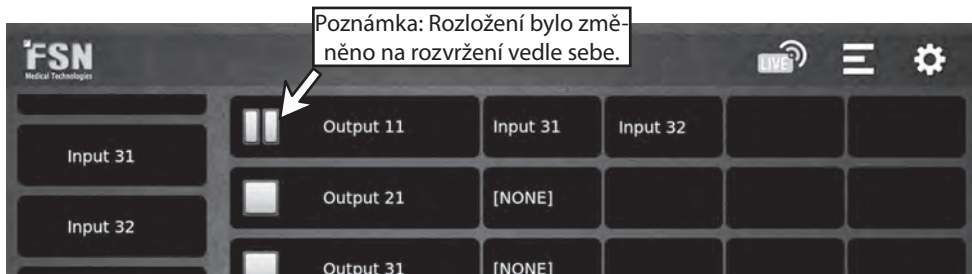 Poznámka: Rozložení bylo změ-
něno na rozvržení vedle sebe.
FSN
Medical Technologies
LIVE
Output 11 Input 31 Input 32
Input 31
Output 21 [NONE]
Input 32
Output 31 [NONE]